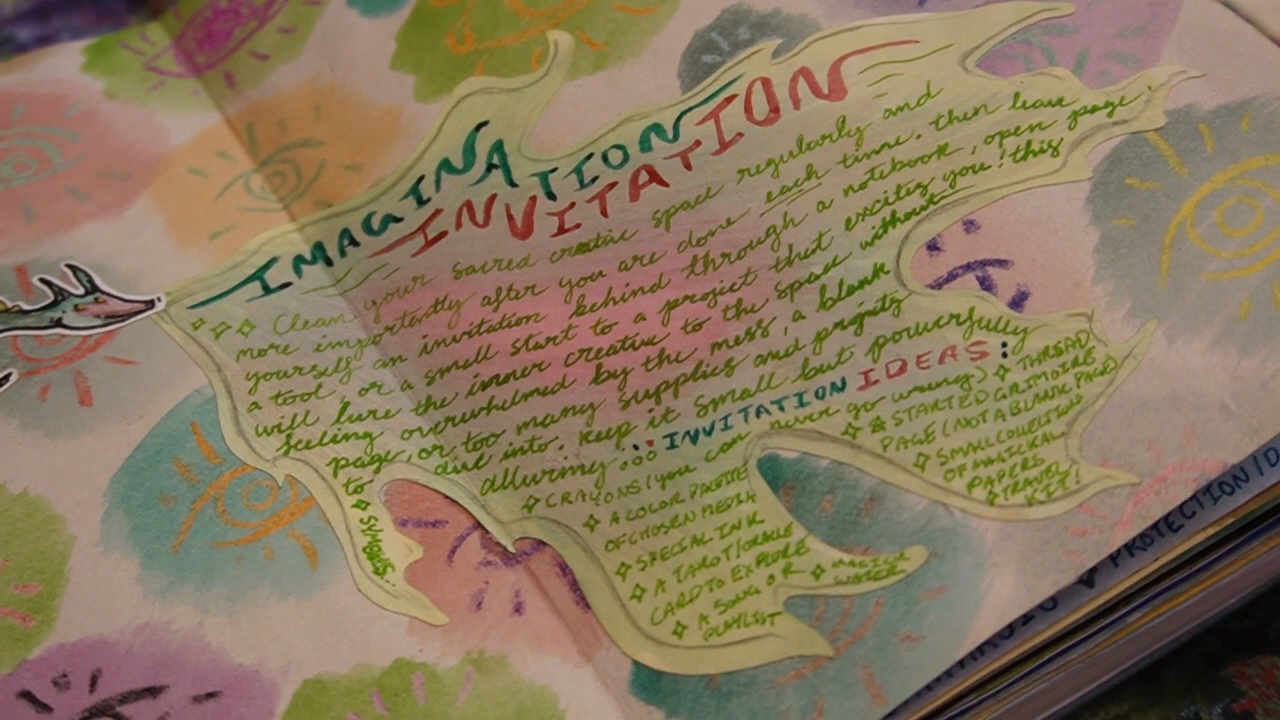 IMAGINATION
INVITATION
Clean your sacred creative space regularly and
more importantly after you are done each time. then leave
yourself an invitation behind through a notebook, open page,
a tool, or a small start to a project that excites you! this
will lure the inner creative to the space without
feeling overwhelmed by the mess, a blank
page, or too many supplies and projects
to dive into. keep it small but powerfully
alluring:
INVITATION IDEAS:
CRAYONS (you can never go wrong)
A COLOR PALETTE
OF CHOSEN MEDIA
SPECIAL INK
A TAROT/ORACLE
CARD TO EXPLORE
A SONG OR
PLAYLIST
MAGICK
WATER
THREAD
A STARTED GRIMOIRE
PAGE (NOT A BLANK PAGE)
SMALL COLLECTION
OF MAGICKAL
PAPERS
TRAVEL
KIT!
SYMBOLS
PROTECTION/D